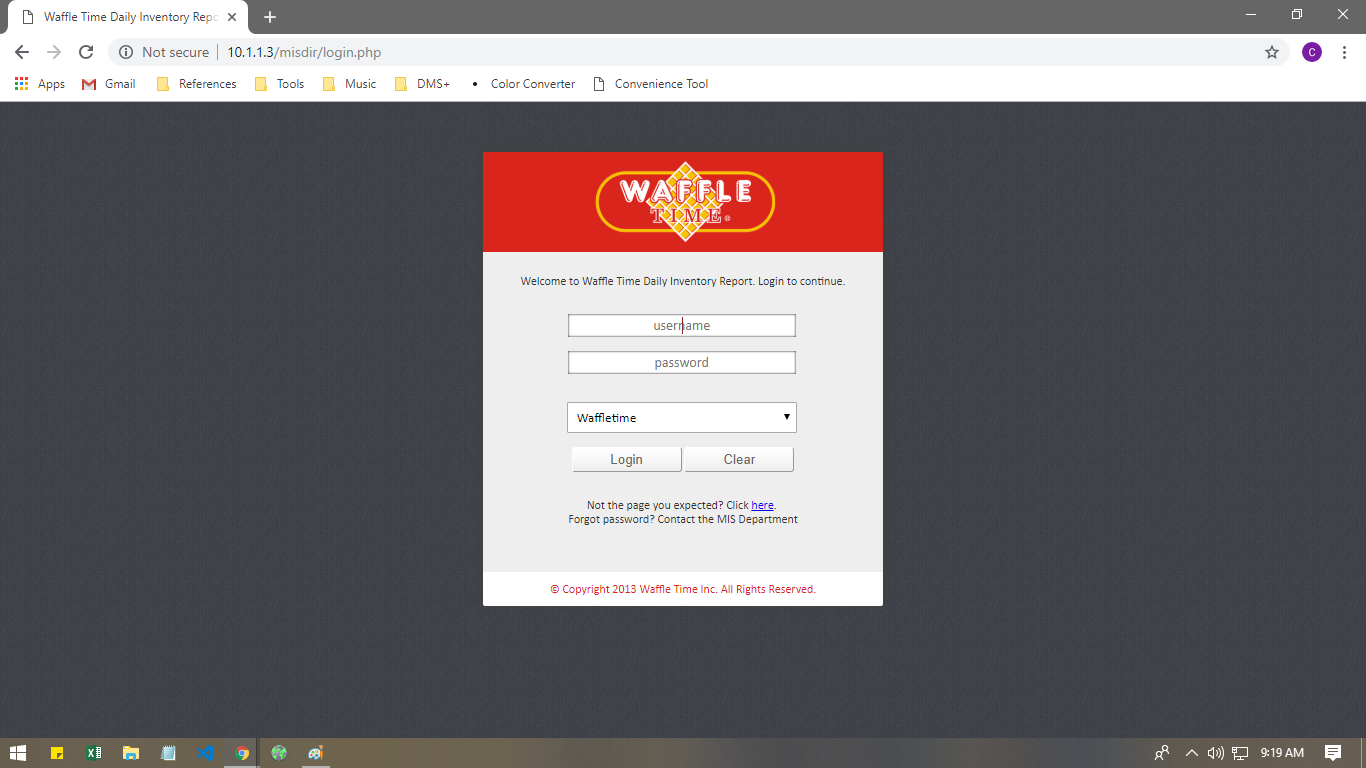 Waffle Time Daily Inventory Repo
Not secure 10.1.1.3/misdir/login.php
C
Apps Gmail References Tools Music DMS+ Color Converter Convenience Tool
WAFFLE
TIME®
Welcome to Waffle Time Daily Inventory Report. Login to continue.
username
password
Waffletime
Login Clear
Not the page you expected? Click here.
Forgot password? Contact the MIS Department
© Copyright 2013 Waffle Time Inc. All Rights Reserved.
9:19 AM